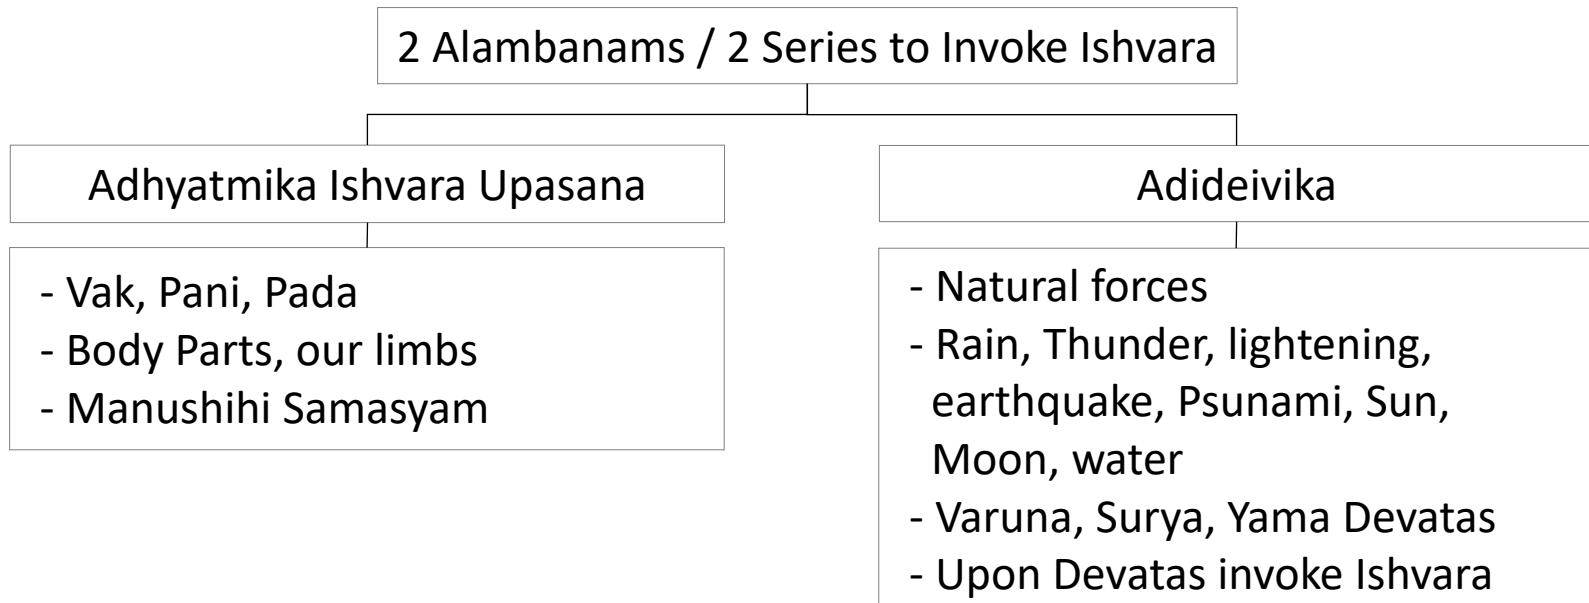 2 Alambanams / 2 Series to Invoke Ishvara
Adhyatmika Ishvara Upasana
- Vak, Pani, Pada
- Body Parts, our limbs
- Manushihi Samasyam
Adideivika
- Natural forces
- Rain, Thunder, lightening,
earthquake, Psunami, Sun,
Moon, water
- Varuna, Surya, Yama Devatas
- Upon Devatas invoke Ishvara